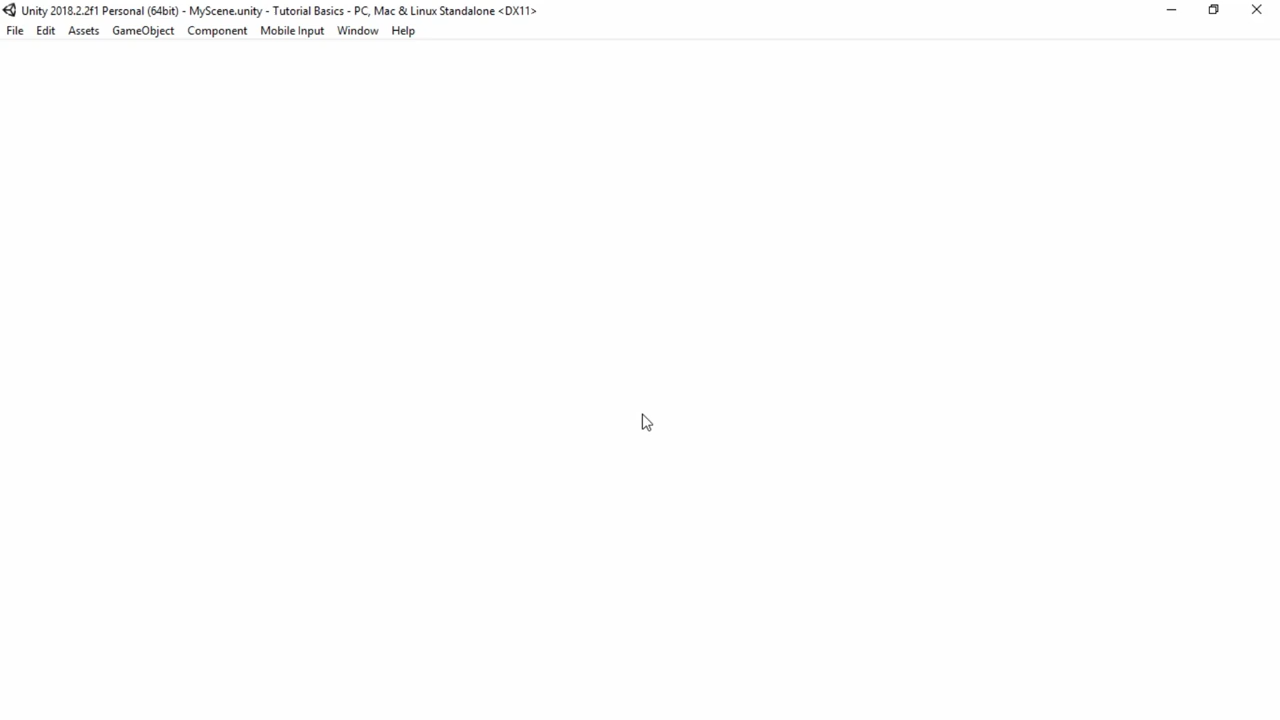 Unity 2018.2.2f1 Personal (64bit) - MyScene.unity - Tutorial Basics - PC, Mac & Linux Standalone <DX11>
File Edit Assets GameObject Component Mobile Input Window Help